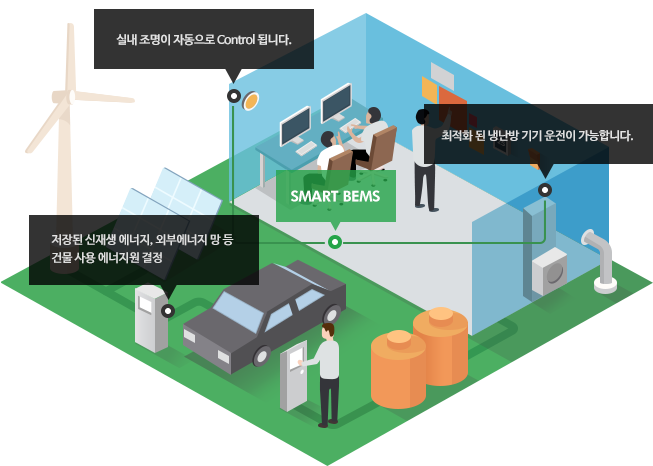 실내 조명이 자동으로 Control 됩니다.
최적화 된 냉난방 기기 운전이 가능합니다.
SMART BEMS
저장된 신재생 에너지, 외부에너지 망 등
건물 사용 에너지원 결정